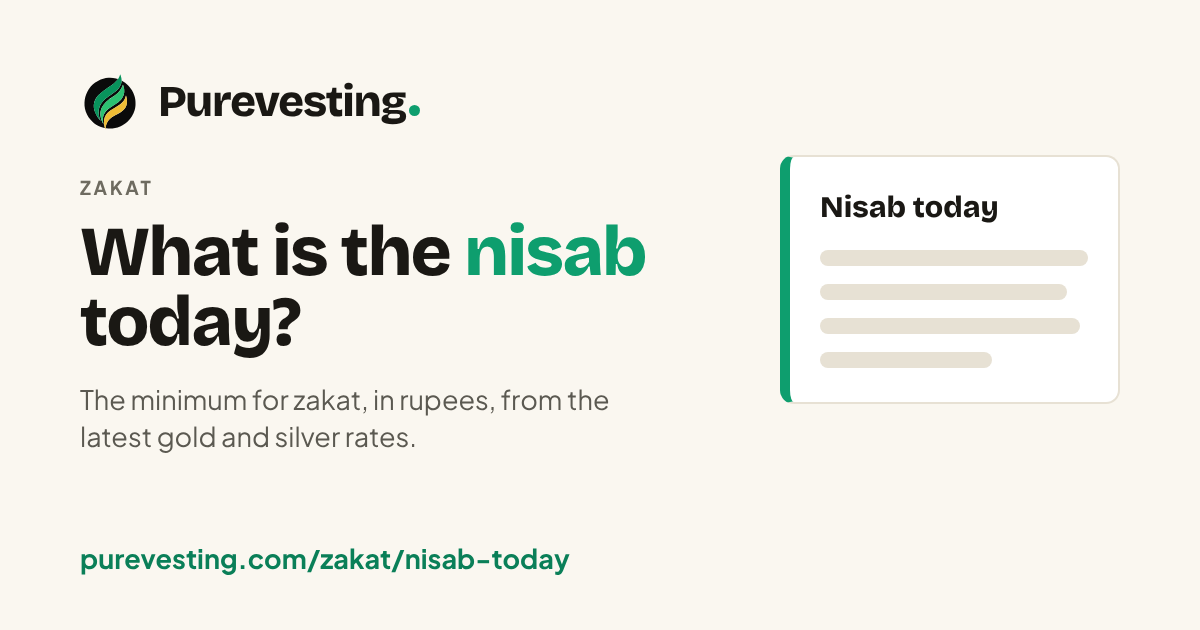 Purevesting.
ZAKAT
What is the nisab
today?
The minimum for zakat, in rupees, from the
latest gold and silver rates.
purevesting.com/zakat/nisab-today
Nisab today